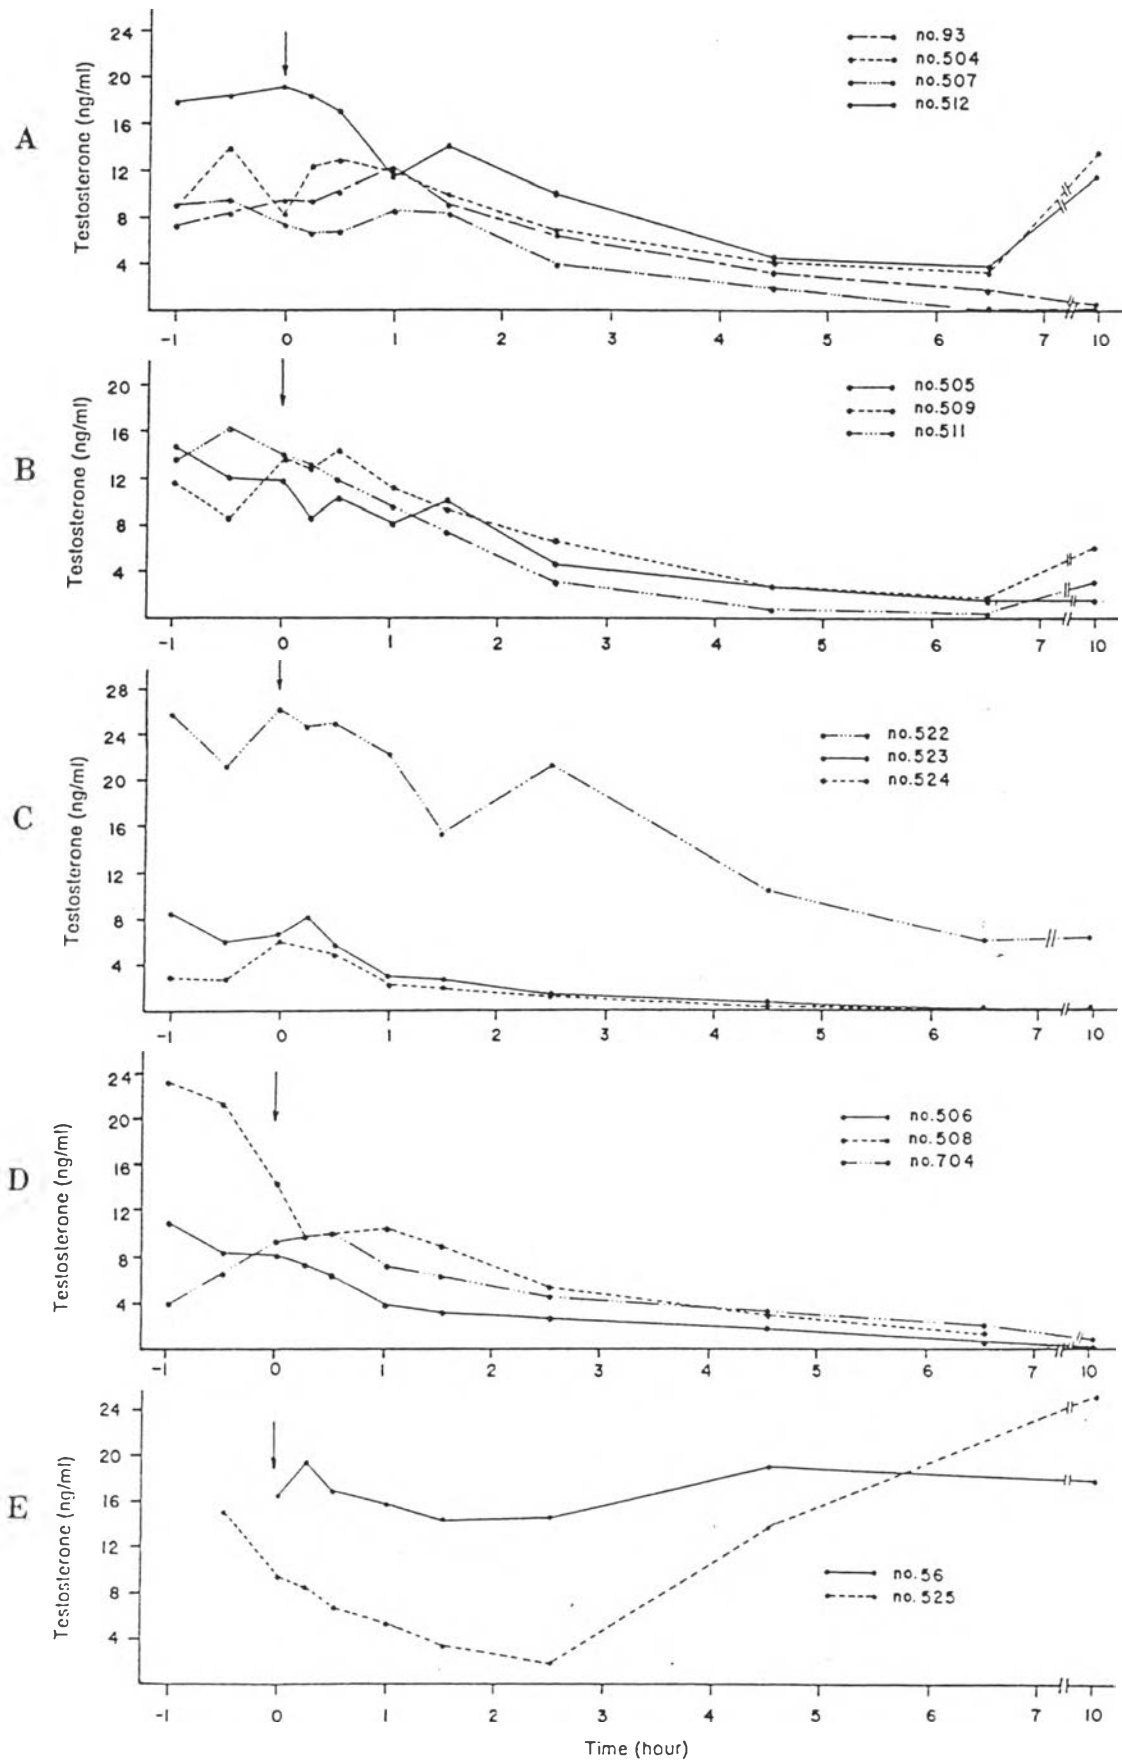 A
Testosterone (ng/ml)
24
20
16
12
8
4
no.93
no.504
no.507
no.512
-1 0 1 2 3 4 5 6 7 10
B
Testosterone (ng/ml)
20
16
12
8
4
no.505
no.509
no.511
-1 0 1 2 3 4 5 6 7 10
C
Testosterone (ng/ml)
28
24
20
16
12
8
4
no.522
no.523
no.524
-1 0 1 2 3 4 5 6 7 10
D
Testosterone (ng/ml)
24
20
16
12
8
4
no.506
no.508
no.704
-1 0 1 2 3 4 5 6 7 10
E
Testosterone (ng/ml)
24
20
16
12
8
4
no.56
no.525
-1 0 1 2 3 4 5 6 7 10
Time (hour)